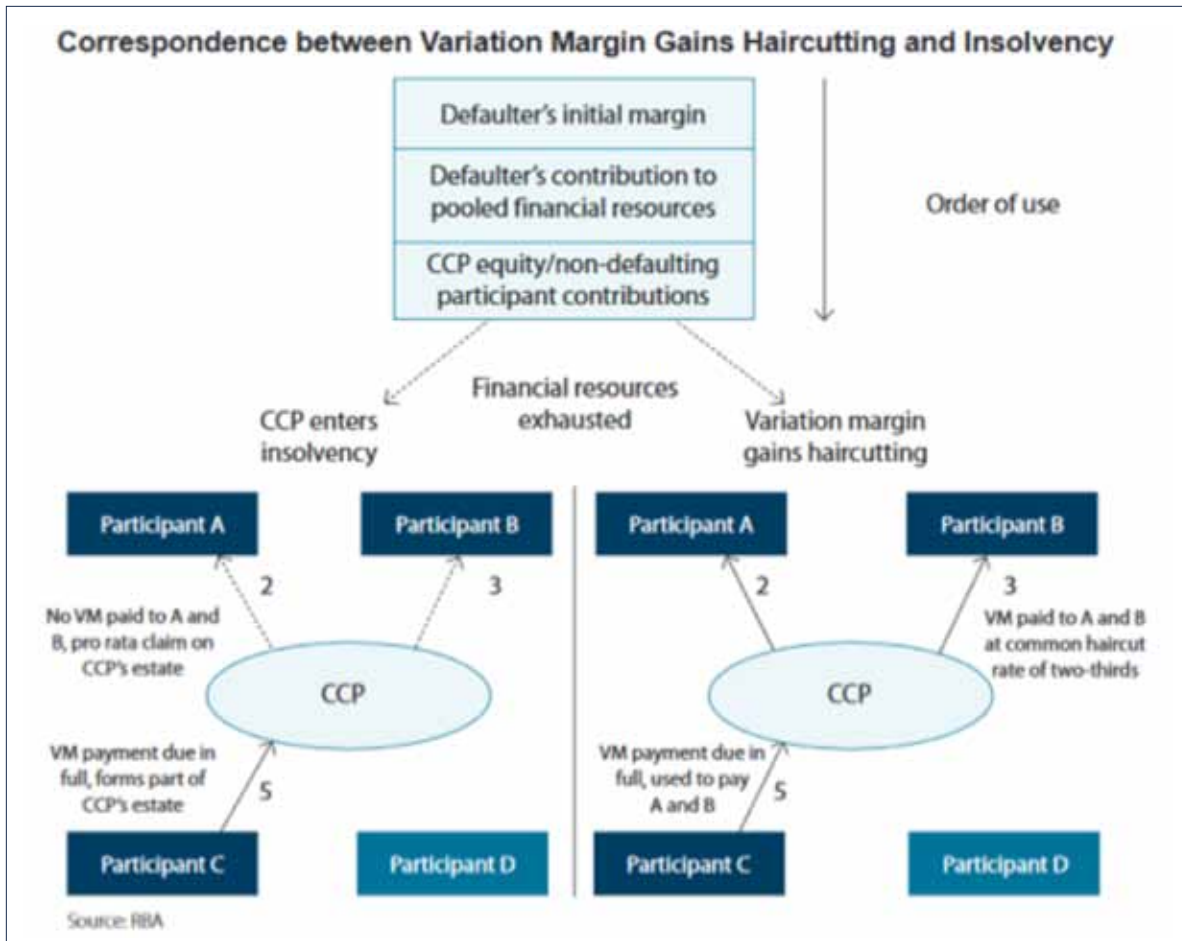 Correspondence between Variation Margin Gains Haircutting and Insolvency
Defaulter's initial margin
Defaulter's contribution to
pooled financial resources
CCP equity/non-defaulting
participant contributions
Order of use
Financial resources
exhausted
CCP enters
insolvency
Variation margin
gains haircutting
Participant A
Participant B
2
3
No VM paid to A and
B, pro rata claim on
CCP's estate
CCP
VM payment due in
full, forms part of
CCP's estate
5
Participant C
Participant D
Participant A
Participant B
2
3
VM paid to A and B
at common haircut
rate of two-thirds
CCP
VM payment due in
full, used to pay
A and B
5
Participant C
Participant D
Source: RBA